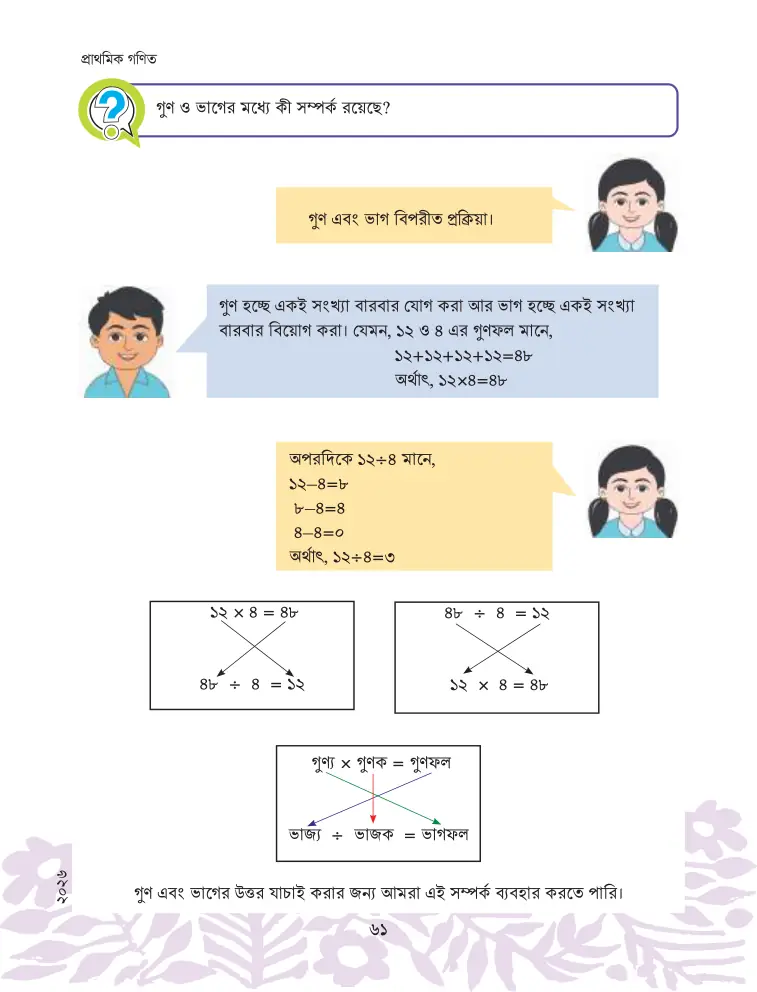 প্রাথমিক গণিত
গুণ ও ভাগের মধ্যে কী সম্পর্ক রয়েছে?
গুণ এবং ভাগ বিপরীত প্রক্রিয়া।
গুণ হচ্ছে একই সংখ্যা বারবার যোগ করা আর ভাগ হচ্ছে একই সংখ্যা
বারবার বিয়োগ করা। যেমন, ১২ ও ৪ এর গুণফল মানে,
১২+১২+১২+১২=৪৮
অর্থাৎ, ১২×৪=৪৮
অপরদিকে ১২÷৪ মানে,
১২–৪=৮
৮–৪=৪
৪–৪=০
অর্থাৎ, ১২÷৪=৩
১২ × ৪ = ৪৮
৪৮ ÷ ৪ = ১২
৪৮ ÷ ৪ = ১২
১২ × ৪ = ৪৮
গুণ্য × গুণক = গুণফল
ভাজ্য ÷ ভাজক = ভাগফল
গুণ এবং ভাগের উত্তর যাচাই করার জন্য আমরা এই সম্পর্ক ব্যবহার করতে পারি।
২০২৬
৬১